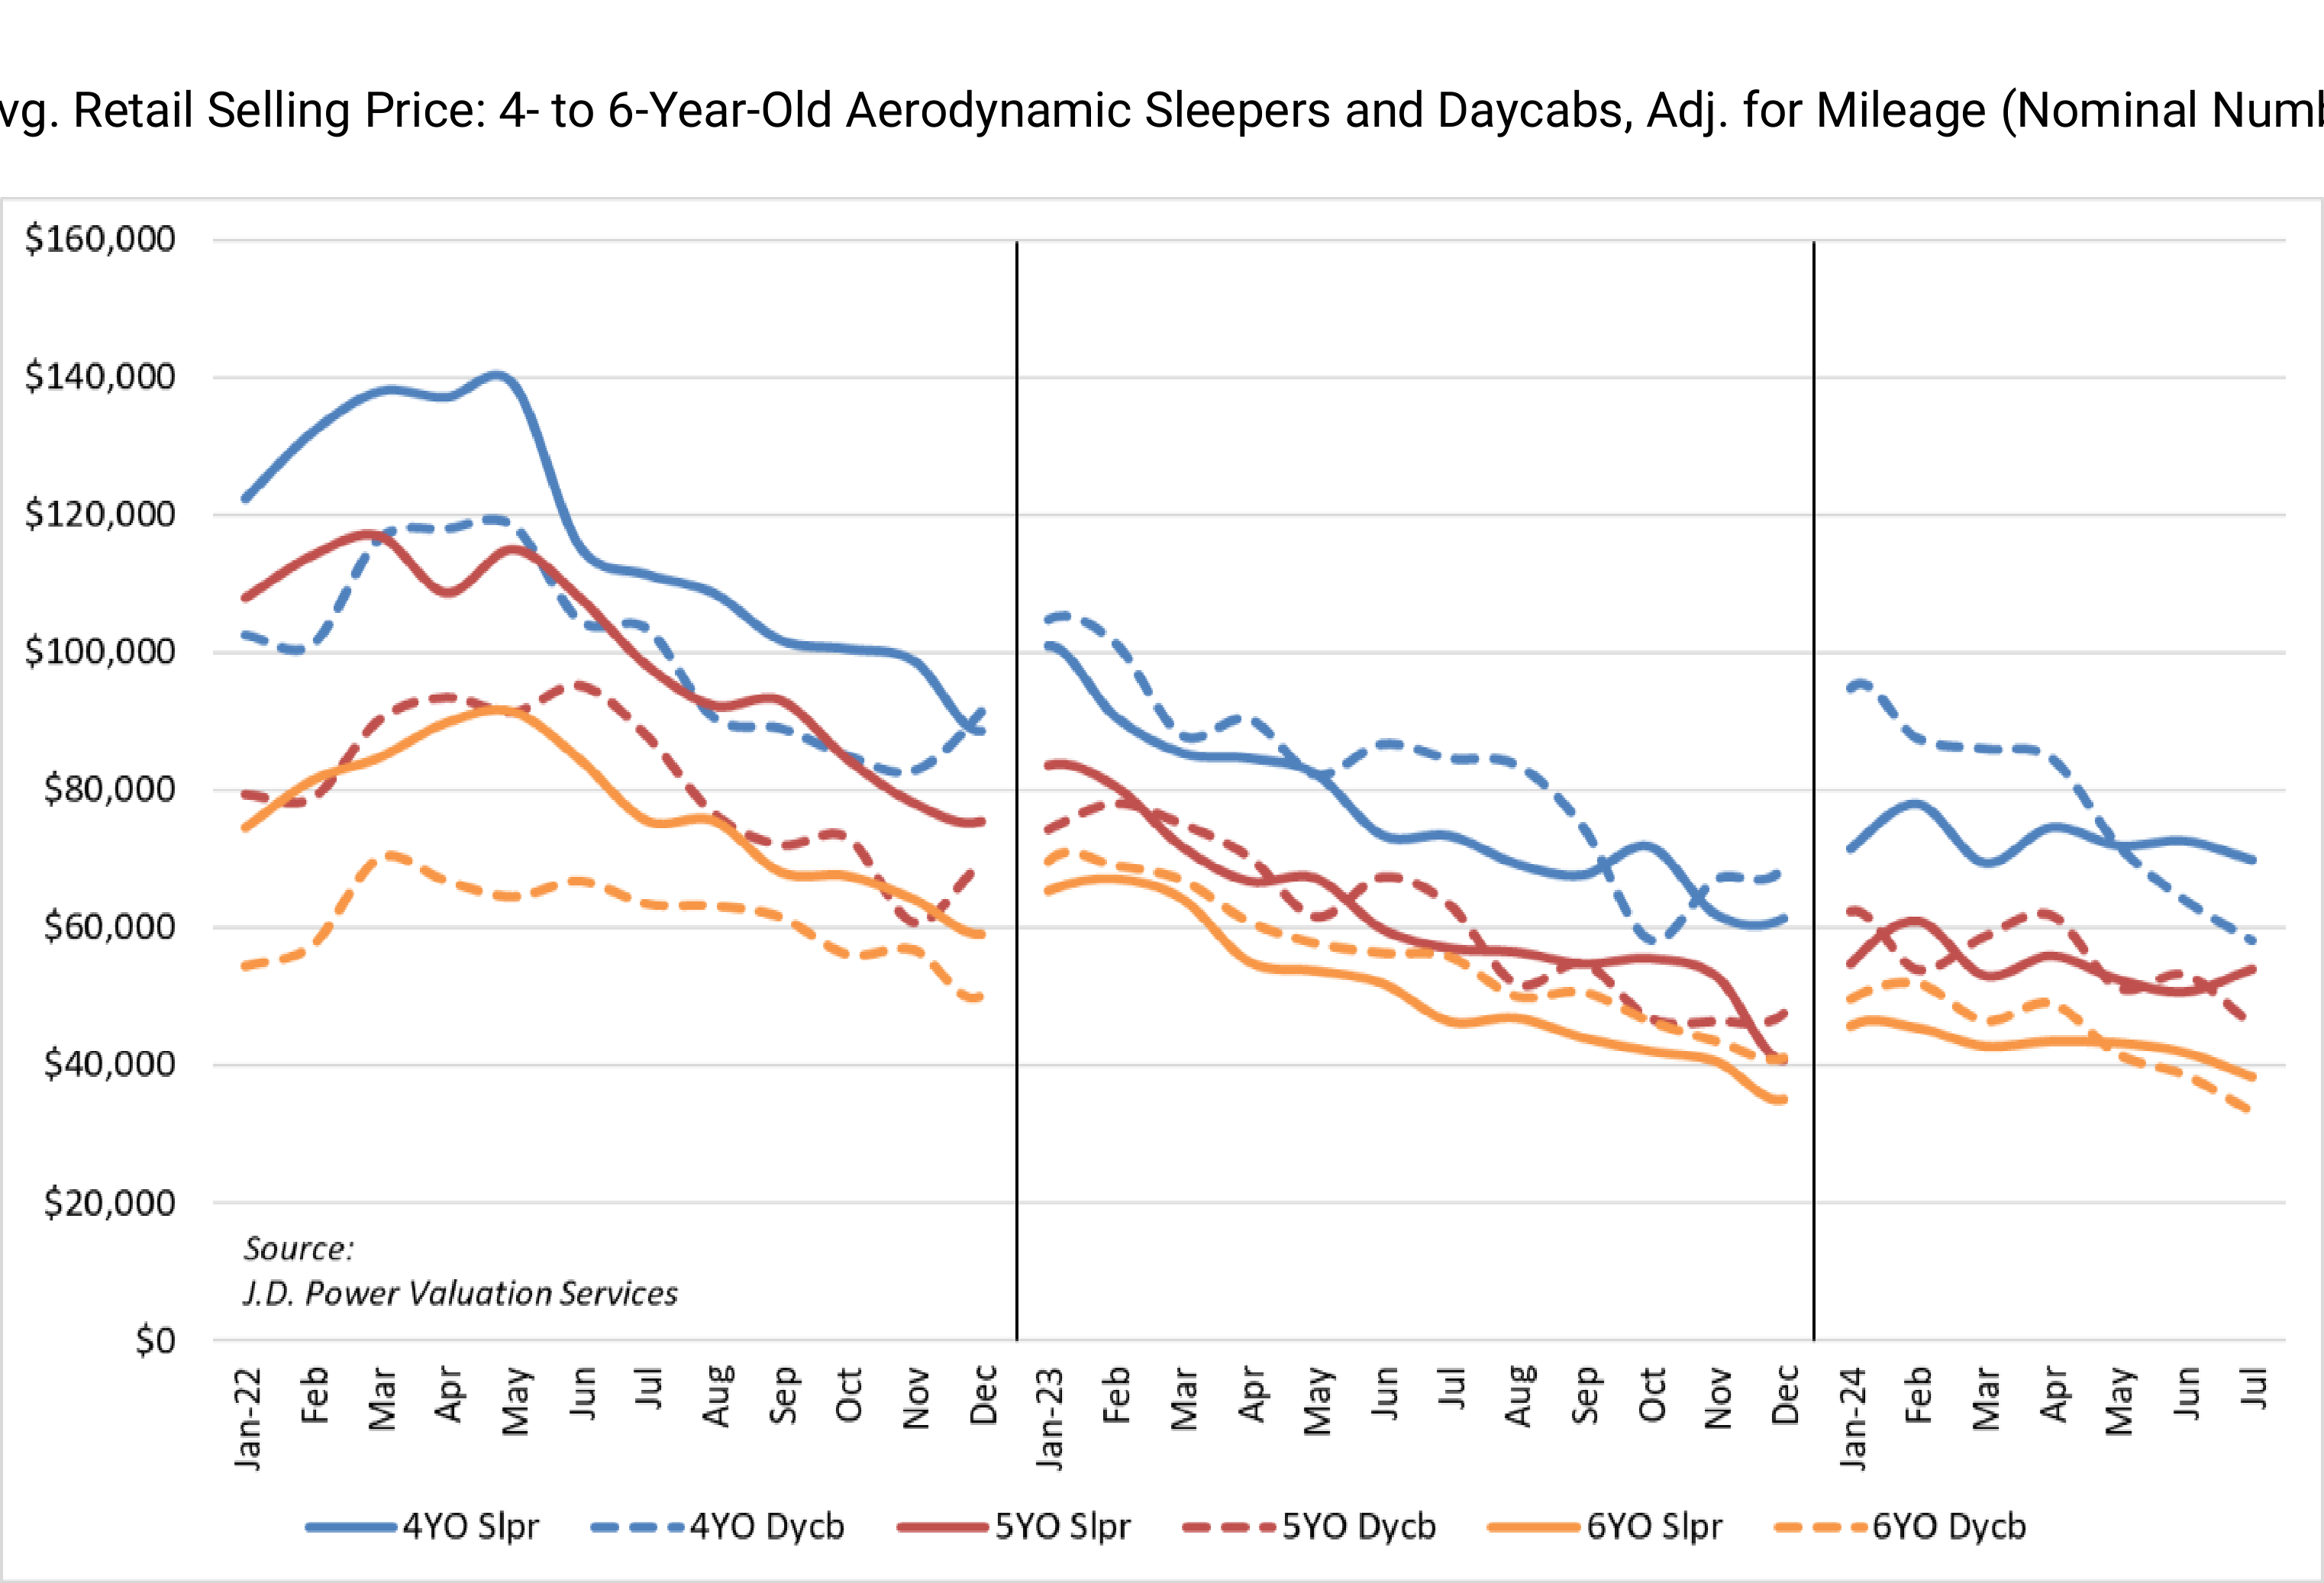 vg. Retail Selling Price: 4- to 6-Year-Old Aerodynamic Sleepers and Daycabs, Adj. for Mileage (Nominal Numb
$160,000
$140,000
$120,000
$100,000
$80,000
$60,000
$40,000
$20,000
$0
Source:
J.D. Power Valuation Services
Jan-22 Feb Mar Apr May Jun Jul Aug Sep Oct Nov Dec Jan-23 Feb Mar Apr May Jun Jul Aug Sep Oct Nov Dec Jan-24 Feb Mar Apr May Jun Jul
4YO Slpr 4YO Dycb 5YO Slpr 5YO Dycb 6YO Slpr 6YO Dycb